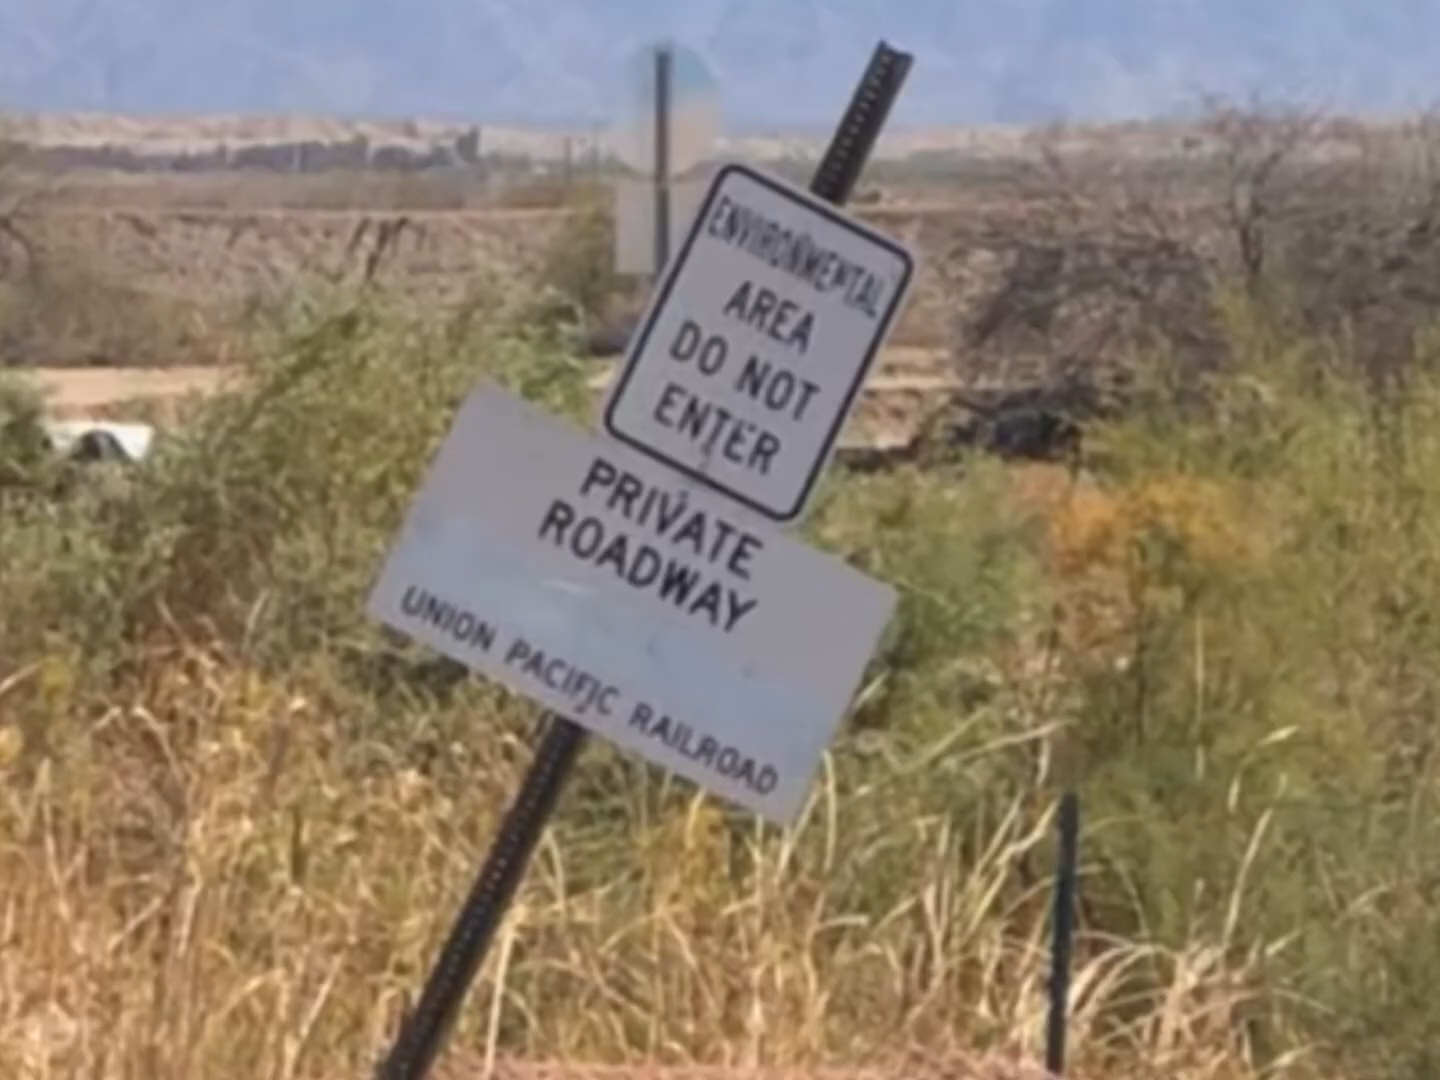 ENVIRONMENTAL
AREA
DO NOT
ENTER
PRIVATE
ROADWAY
UNION PACIFIC RAILROAD